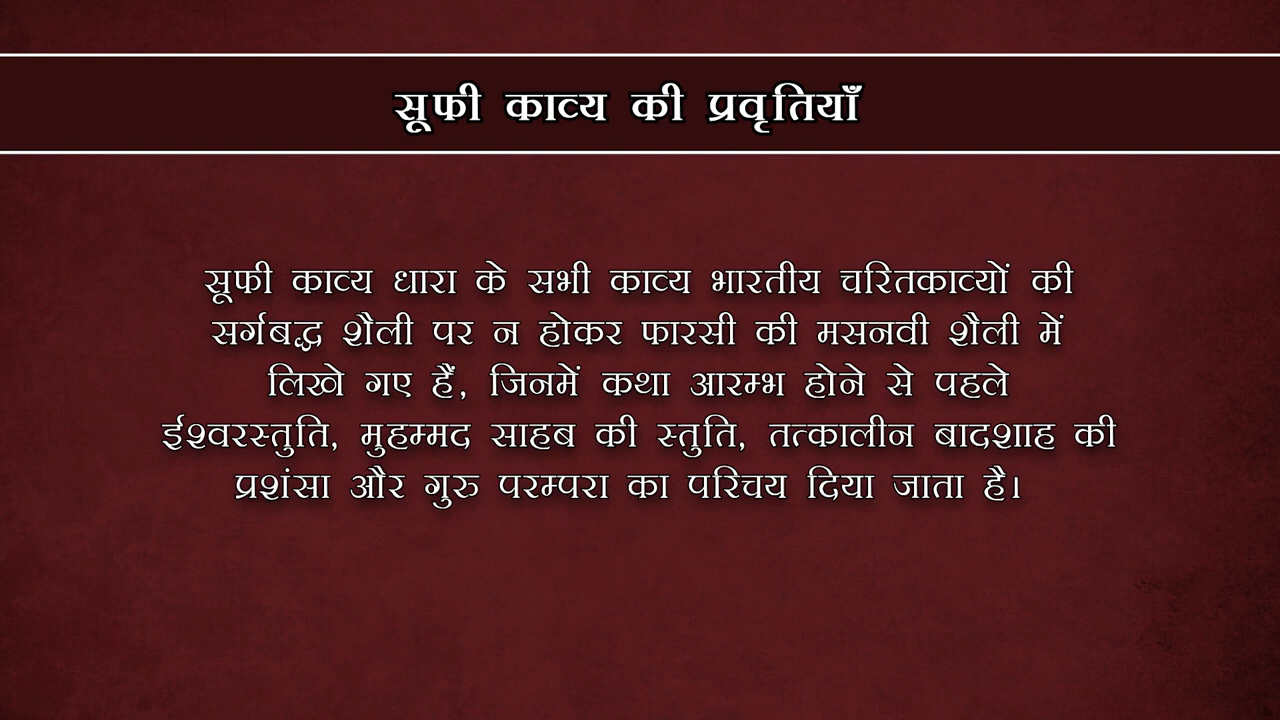 सूफी काव्य की प्रवृतियाँ
सूफी काव्य धारा के सभी काव्य भारतीय चरितकाव्यों की
सर्गबद्ध शैली पर न होकर फारसी की मसनवी शैली में
लिखे गए हैं, जिनमें कथा आरम्भ होने से पहले
ईश्वरस्तुति, मुहम्मद साहब की स्तुति, तत्कालीन बादशाह की
प्रशंसा और गुरु परम्परा का परिचय दिया जाता है।